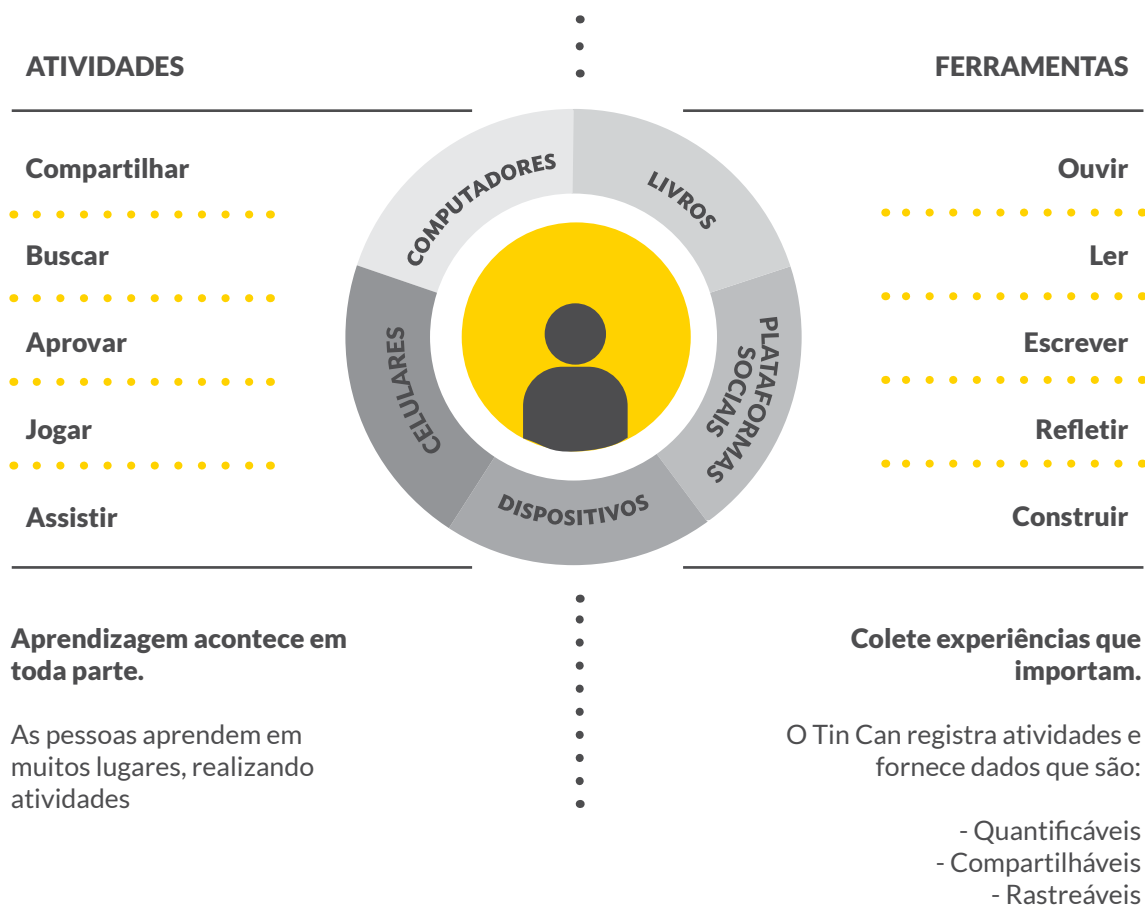 ATIVIDADES
Compartilhar
Buscar
Aprovar
Jogar
Assistir
COMPUTADORES
LIVROS
PLATAFORMAS
SOCIAIS
DISPOSITIVOS
CELULARES
FERRAMENTAS
Ouvir
Ler
Escrever
Refletir
Construir
Aprendizagem acontece em
toda parte.
As pessoas aprendem em
muitos lugares, realizando
atividades
Colete experiências que
importam.
O Tin Can registra atividades e
fornece dados que são:
- Quantificáveis
- Compartilháveis
- Rastreáveis